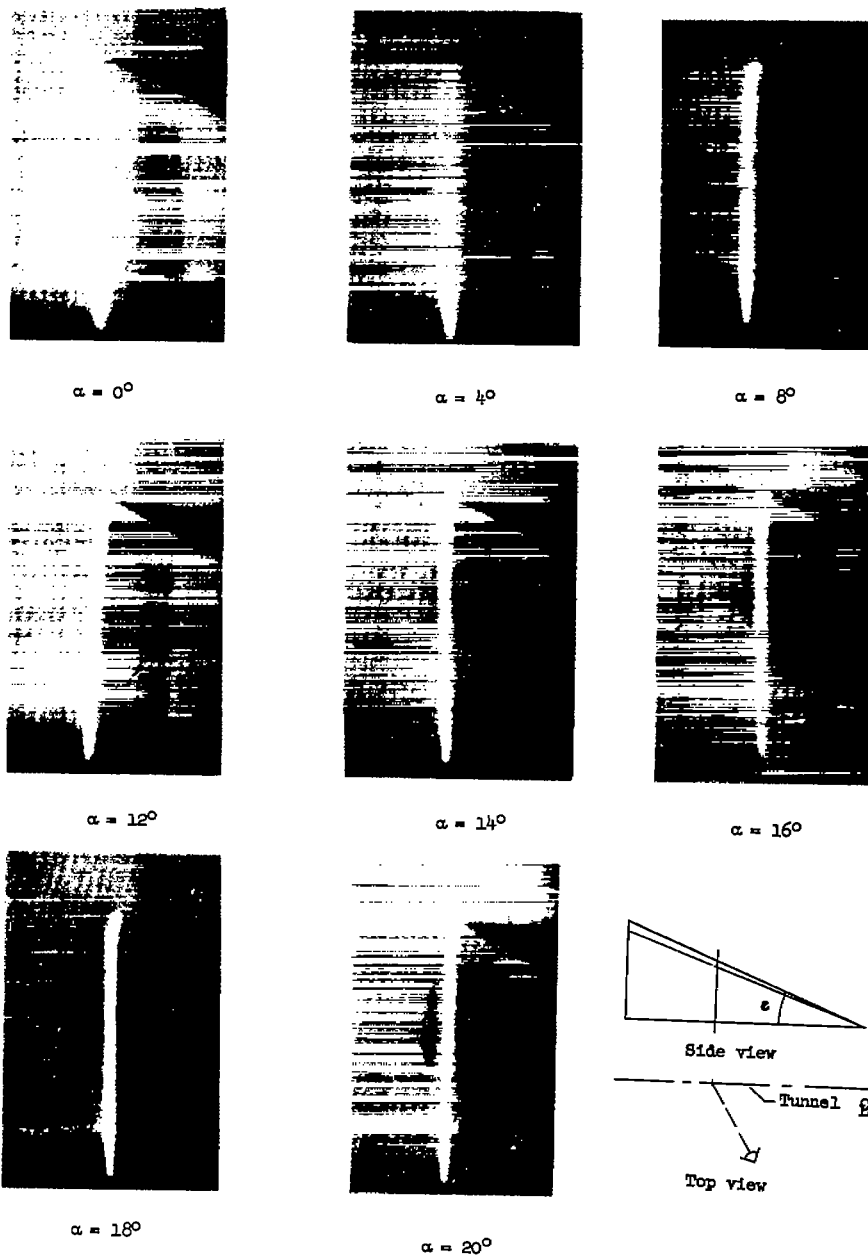 α = 0°
α = 4°
α = 8°
α = 12°
α = 14°
α = 16°
ε
Side view
Tunnel ℄
Top view
α = 18°
α = 20°